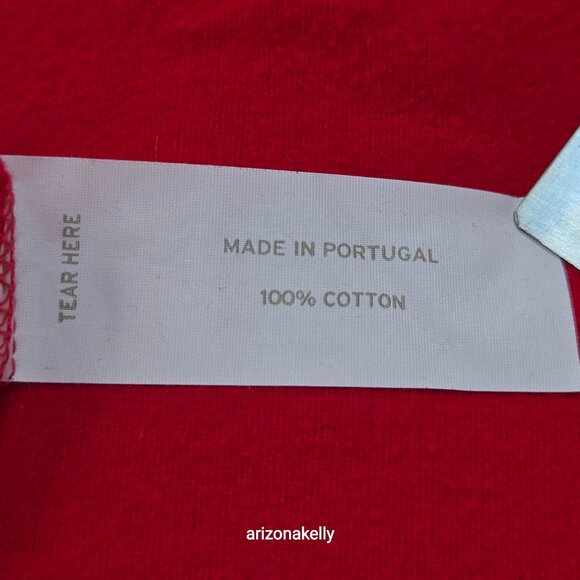 TEAR HERE
MADE IN PORTUGAL
100% COTTON
arizonakelly